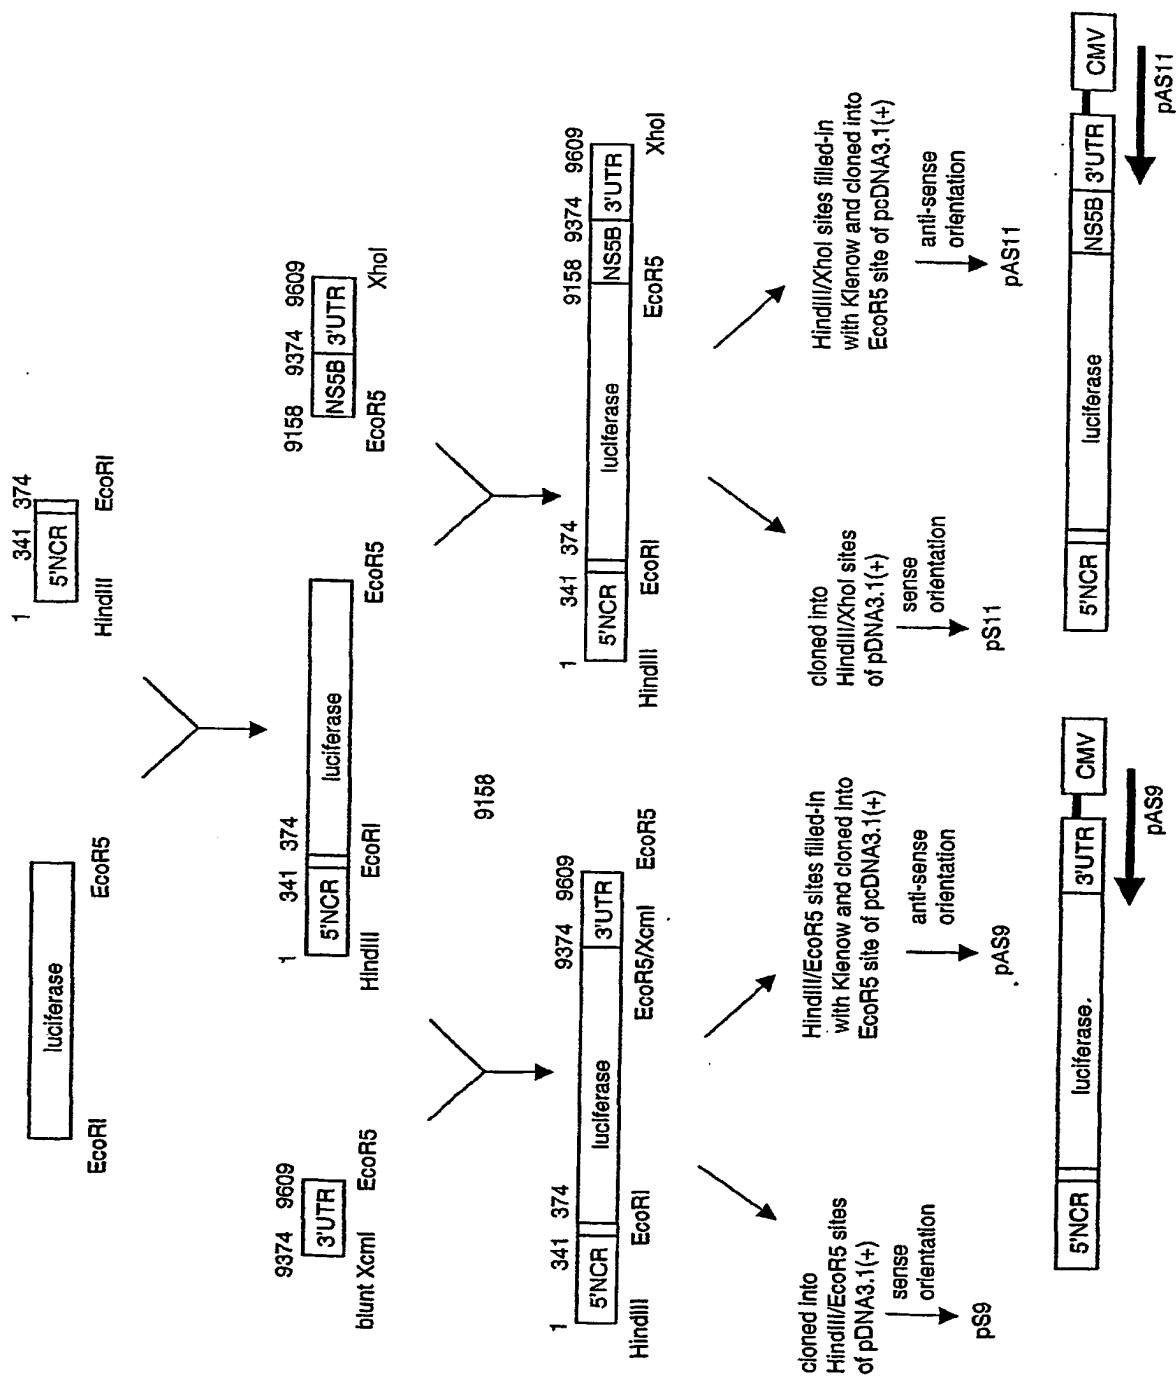 luciferase
EcoRI
EcoR5
1 341 374
5'NCR
HindIII
EcoRI
9374 9609
3'UTR
blunt XcmI
EcoR5
1 341 374
5'NCR
luciferase
HindIII
EcoRI
EcoR5
9158 9374 9609
NS5B 3'UTR
EcoR5
XhoI
9158
1 341 374
9374 9609
5'NCR
luciferase
3'UTR
HindIII
EcoRI
EcoR5/XcmI
EcoR5
1 341 374
9158 9374 9609
5'NCR
luciferase
NS5B 3'UTR
HindIII
EcoRI
EcoR5
XhoI
cloned into
HindIII/EcoR5 sites
of pDNA3.1(+)
sense
orientation
pS9
HindIII/EcoR5 sites filled-in
with Klenow and cloned into
EcoR5 site of pcDNA3.1(+)
anti-sense
orientation
pAS9
cloned into
HindIII/XhoI sites
of pDNA3.1(+)
sense
orientation
pS11
HindIII/XhoI sites filled-in
with Klenow and cloned into
EcoR5 site of pcDNA3.1(+)
anti-sense
orientation
pAS11
5'NCR
luciferase.
3'UTR
CMV
pAS9
5'NCR
luciferase
NS5B 3'UTR
CMV
pAS11